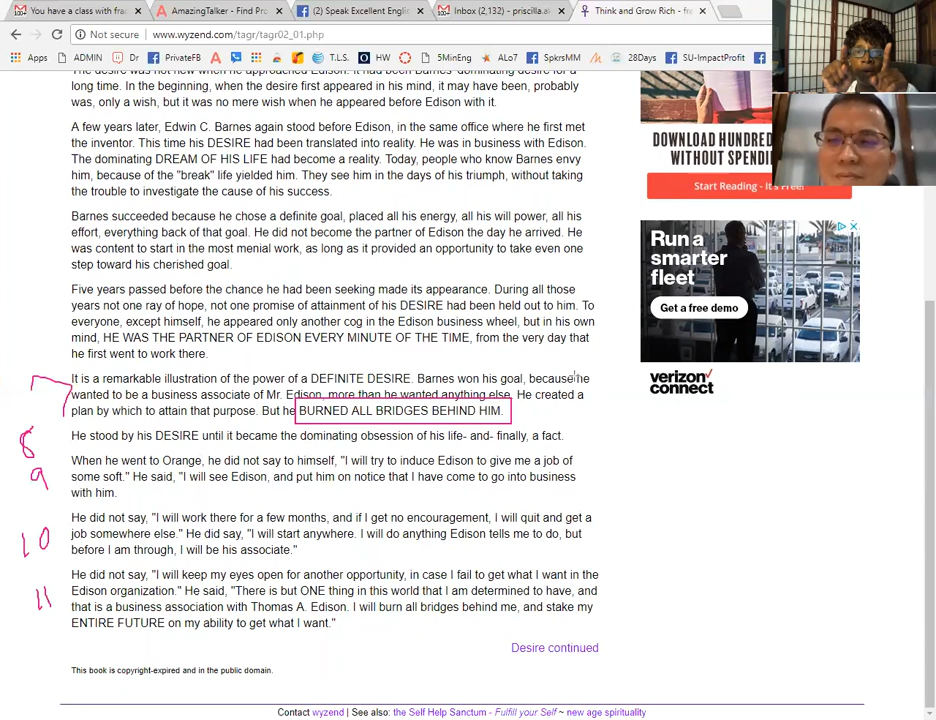 You have a class with fra
AmazingTalker - Find Pro
(2) Speak Excellent Engli
Inbox (2,132) - priscilla.ak
Think and Grow Rich - fre
Not secure
www.wyzend.com/tagr/tagr02_01.php
Apps
ADMIN
Dr
PrivateFB
T.L.S.
HW
5MinEng
ALo7
SpkrsMM
28Days
SU-ImpactProfit
The desire was not new when he approached Edison. It had been Barnes' dominating desire for a
long time. In the beginning, when the desire first appeared in his mind, it may have been, probably
was, only a wish, but it was no mere wish when he appeared before Edison with it.
A few years later, Edwin C. Barnes again stood before Edison, in the same office where he first met
the inventor. This time his DESIRE had been translated into reality. He was in business with Edison.
The dominating DREAM OF HIS LIFE had become a reality. Today, people who know Barnes envy
him, because of the "break" life yielded him. They see him in the days of his triumph, without taking
the trouble to investigate the cause of his success.
Barnes succeeded because he chose a definite goal, placed all his energy, all his will power, all his
effort, everything back of that goal. He did not become the partner of Edison the day he arrived. He
was content to start in the most menial work, as long as it provided an opportunity to take even one
step toward his cherished goal.
Five years passed before the chance he had been seeking made its appearance. During all those
years not one ray of hope, not one promise of attainment of his DESIRE had been held out to him. To
everyone, except himself, he appeared only another cog in the Edison business wheel, but in his own
mind, HE WAS THE PARTNER OF EDISON EVERY MINUTE OF THE TIME, from the very day that
he first went to work there.
7
It is a remarkable illustration of the power of a DEFINITE DESIRE. Barnes won his goal, because he
wanted to be a business associate of Mr. Edison, more than he wanted anything else. He created a
plan by which to attain that purpose. But he BURNED ALL BRIDGES BEHIND HIM.
8
He stood by his DESIRE until it became the dominating obsession of his life- and- finally, a fact.
9
When he went to Orange, he did not say to himself, "I will try to induce Edison to give me a job of
some soft." He said, "I will see Edison, and put him on notice that I have come to go into business
with him.
10
He did not say, "I will work there for a few months, and if I get no encouragement, I will quit and get a
job somewhere else." He did say, "I will start anywhere. I will do anything Edison tells me to do, but
before I am through, I will be his associate."
11
He did not say, "I will keep my eyes open for another opportunity, in case I fail to get what I want in the
Edison organization." He said, "There is but ONE thing in this world that I am determined to have, and
that is a business association with Thomas A. Edison. I will burn all bridges behind me, and stake my
ENTIRE FUTURE on my ability to get what I want."
Desire continued
This book is copyright-expired and in the public domain.
Contact wyzend | See also: the Self Help Sanctum - Fulfill your Self ~ new age spirituality
DOWNLOAD HUNDRED
WITHOUT SPENDI
Start Reading - It's Free!
Run a
smarter
fleet
Get a free demo
verizon
connect